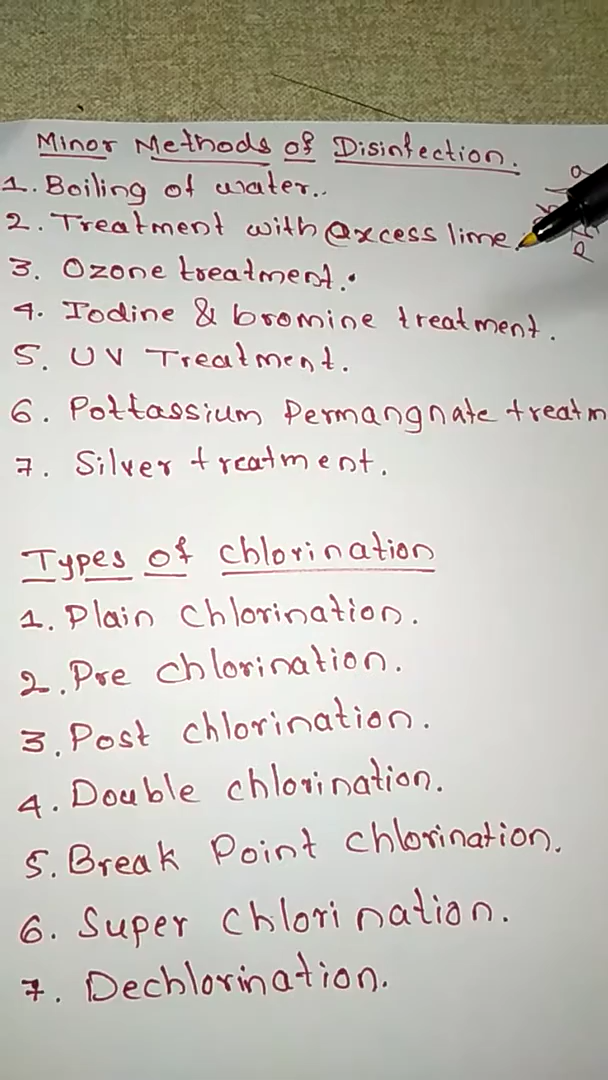 Minor Methods of Disinfection.
1. Boiling of water..
2. Treatment with excess lime.
3. Ozone treatment.
4. Iodine & bromine treatment.
5. UV Treatment.
6. Pottassium Permangnate treatm
7. Silver treatment.
Types of chlorination
1. Plain chlorination.
2. Pre chlorination.
3. Post chlorination.
4. Double chlorination.
5. Break Point chlorination.
6. Super chlorination.
7. Dechlorination.